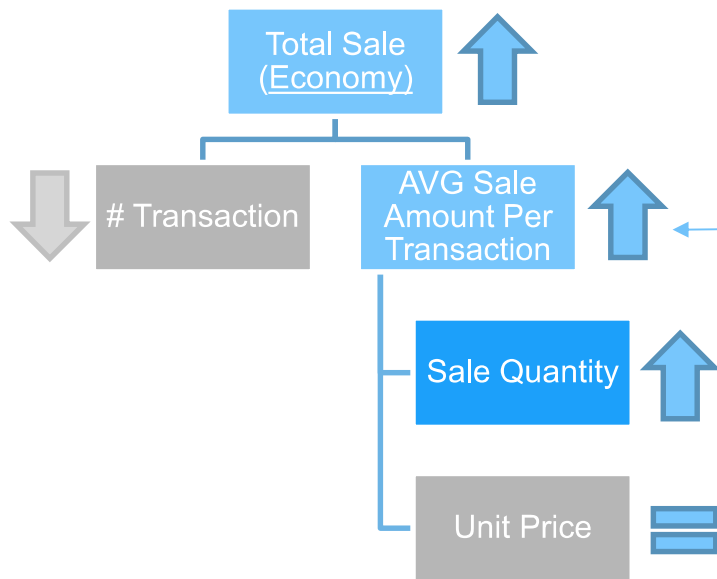 Total Sale
(Economy)
# Transaction
AVG Sale
Amount Per
Transaction
Sale Quantity
Unit Price